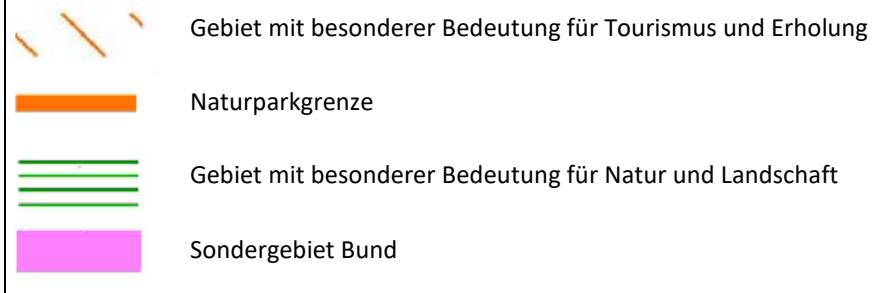 Gebiet mit besonderer Bedeutung für Tourismus und Erholung
Naturparkgrenze
Gebiet mit besonderer Bedeutung für Natur und Landschaft
Sondergebiet Bund